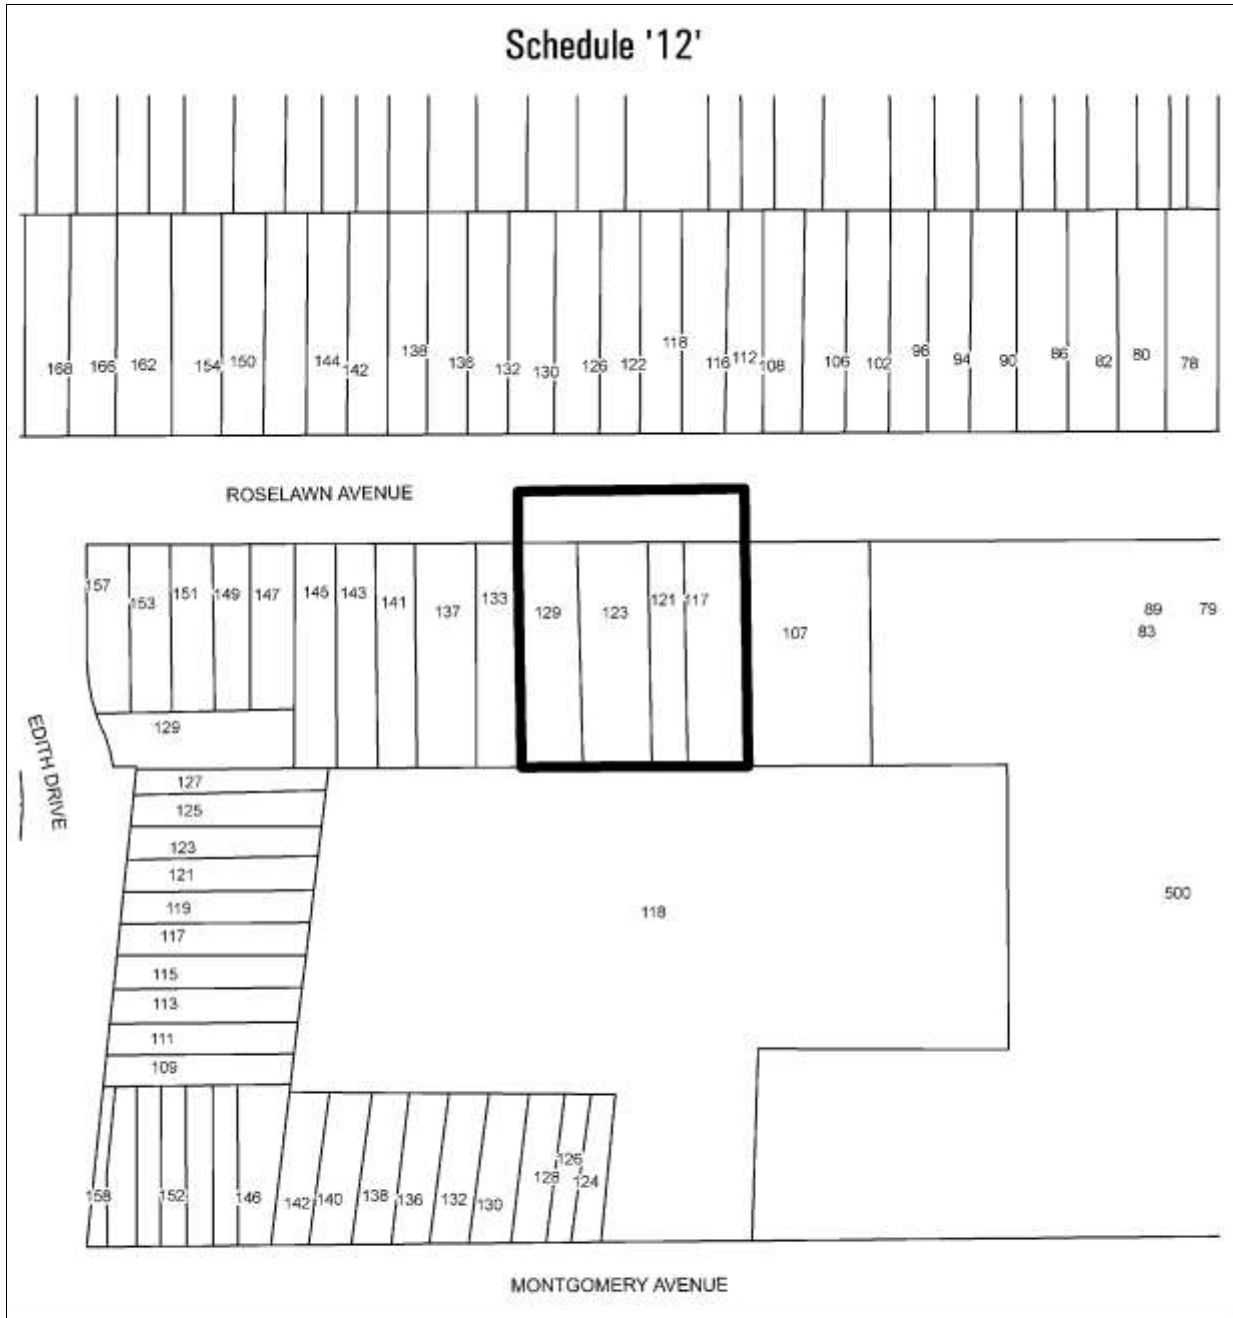 Schedule '12'
168 166 162 154 150 144 142 138 136 132 130 126 122 118 116 112 108 106 102 96 94 90 86 82 80 78
ROSELAWN AVENUE
157 153 151 149 147 145 143 141 137 133 129 123 121 117 107 89 79
83
129
EDITH DRIVE
127
125
123
121
119
117
115
113
111
109
118
500
158 152 146 142 140 138 136 132 130 128 126 124
MONTGOMERY AVENUE